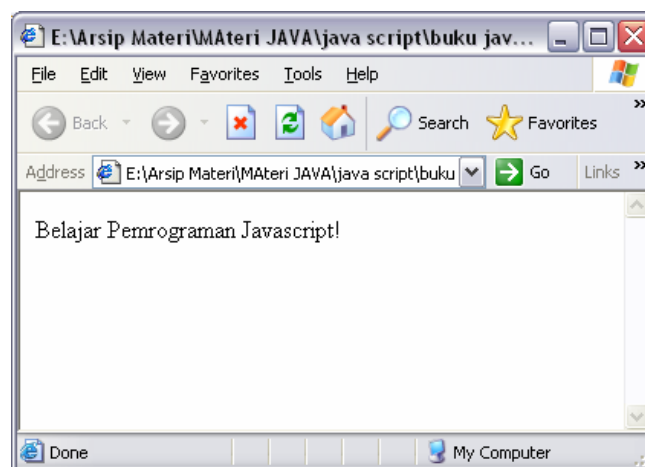 E:\Arsip Materi\MAteri JAVA\java script\buku jav...
File Edit View Favorites Tools Help
Back Search Favorites »
Address E:\Arsip Materi\MAteri JAVA\java script\buku Go Links »
Belajar Pemrograman Javascript!
Done My Computer